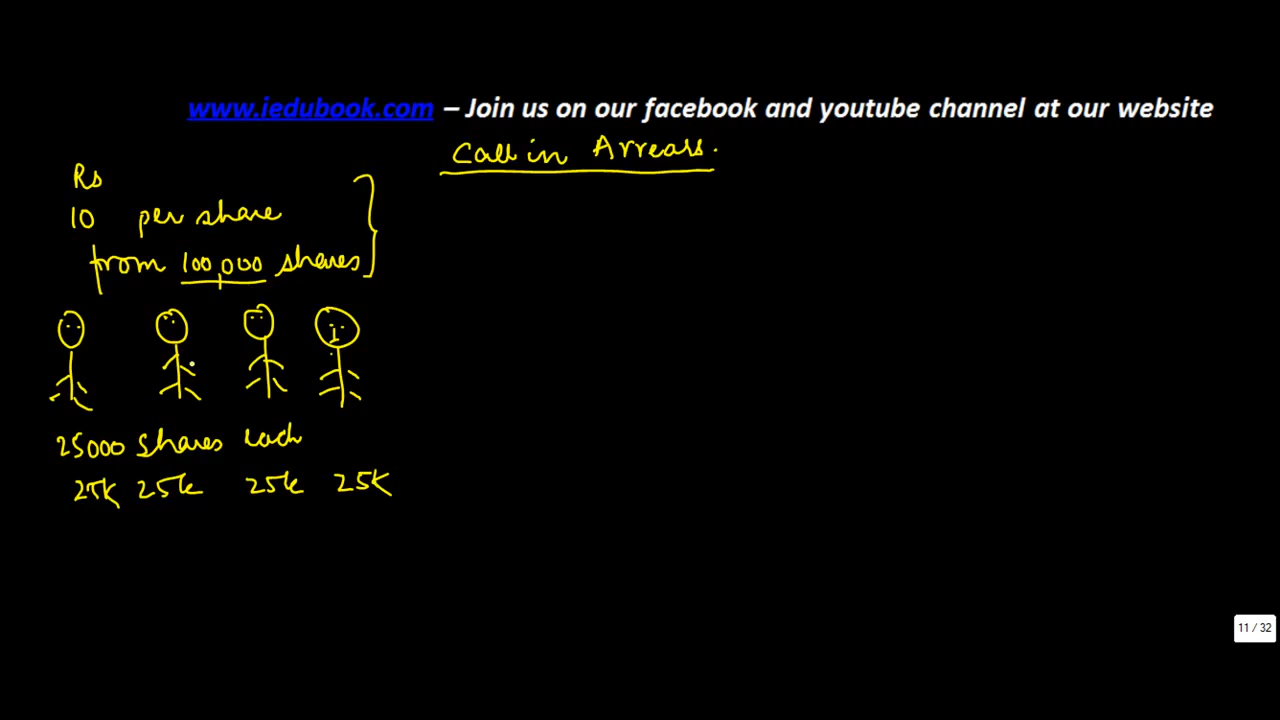 www.iedubook.com – Join us on our facebook and youtube channel at our website
Call in Arrears.
Rs
10 per share
from 100,000 shares
25000 shares each
25K 25k 25k 25K
11 / 32